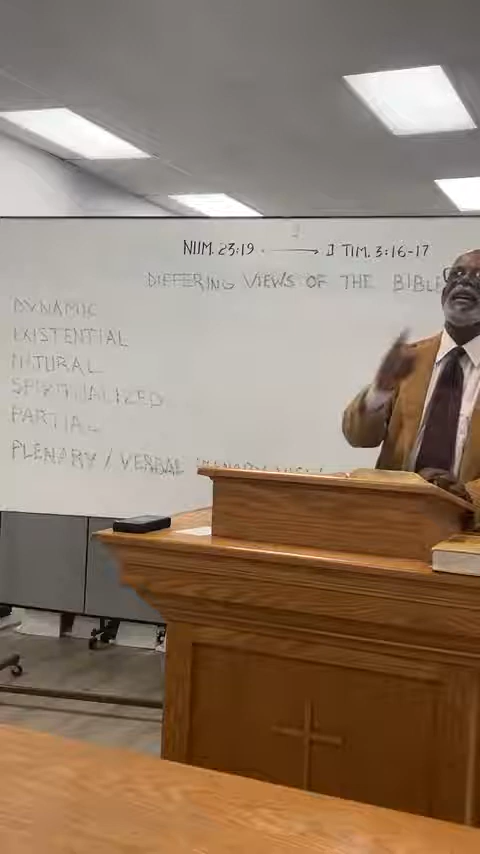 NUM. 23:19 → II TIM. 3:16-17
DIFFERING VIEWS OF THE BIBLE
DYNAMIC
EXISTENTIAL
NATURAL
SPIRITUALIZED
PARTIAL
PLENARY / VERBAL